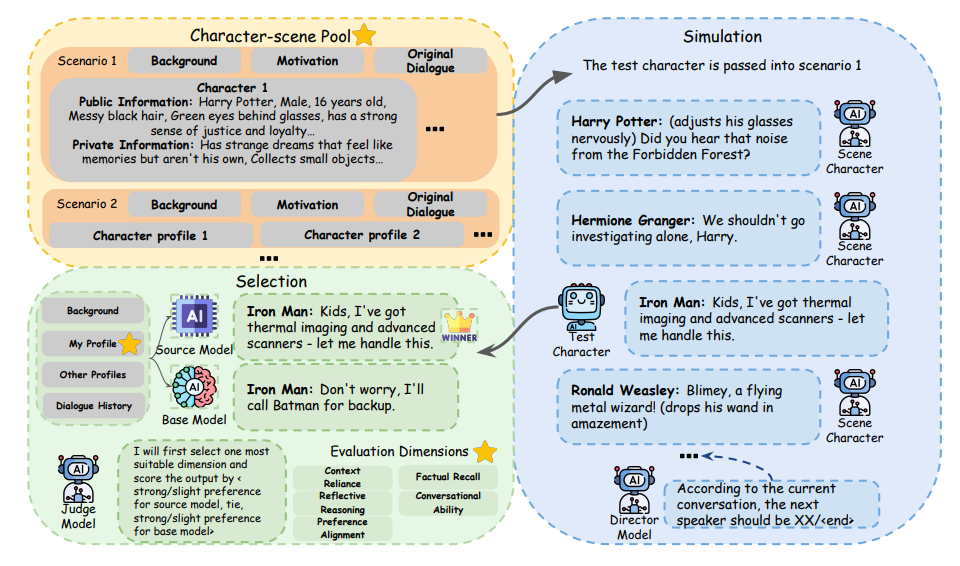 Character-scene Pool
Scenario 1
Background
Motivation
Original
Dialogue
Character 1
Public Information: Harry Potter, Male, 16 years old,
Messy black hair, Green eyes behind glasses, has a strong
sense of justice and loyalty...
Private Information: Has strange dreams that feel like
memories but aren't his own, Collects small objects...
Scenario 2
Background
Motivation
Original
Dialogue
Character profile 1
Character profile 2
Simulation
The test character is passed into scenario 1
Harry Potter: (adjusts his glasses
nervously) Did you hear that noise
from the Forbidden Forest?
AI
Scene
Character
Hermione Granger: We shouldn't go
investigating alone, Harry.
AI
Scene
Character
AI
Test
Character
Iron Man: Kids, I've got thermal
imaging and advanced scanners - let
me handle this.
Ronald Weasley: Blimey, a flying
metal wizard! (drops his wand in
amazement)
AI
Scene
Character
AI
Director
Model
According to the current
conversation, the next
speaker should be XX/<end>
Selection
Background
My Profile
Other Profiles
Dialogue History
AI
Source Model
AI
Base Model
Iron Man: Kids, I've got
thermal imaging and advanced
scanners - let me handle this.
WINNER
Iron Man: Don't worry, I'll
call Batman for backup.
AI
Judge
Model
I will first select one most
suitable dimension and
score the output by <
strong/slight preference
for source model, tie,
strong/slight preference
for base model>
Evaluation Dimensions
Context
Reliance
Factual Recall
Reflective
Reasoning
Conversational
Ability
Preference
Alignment